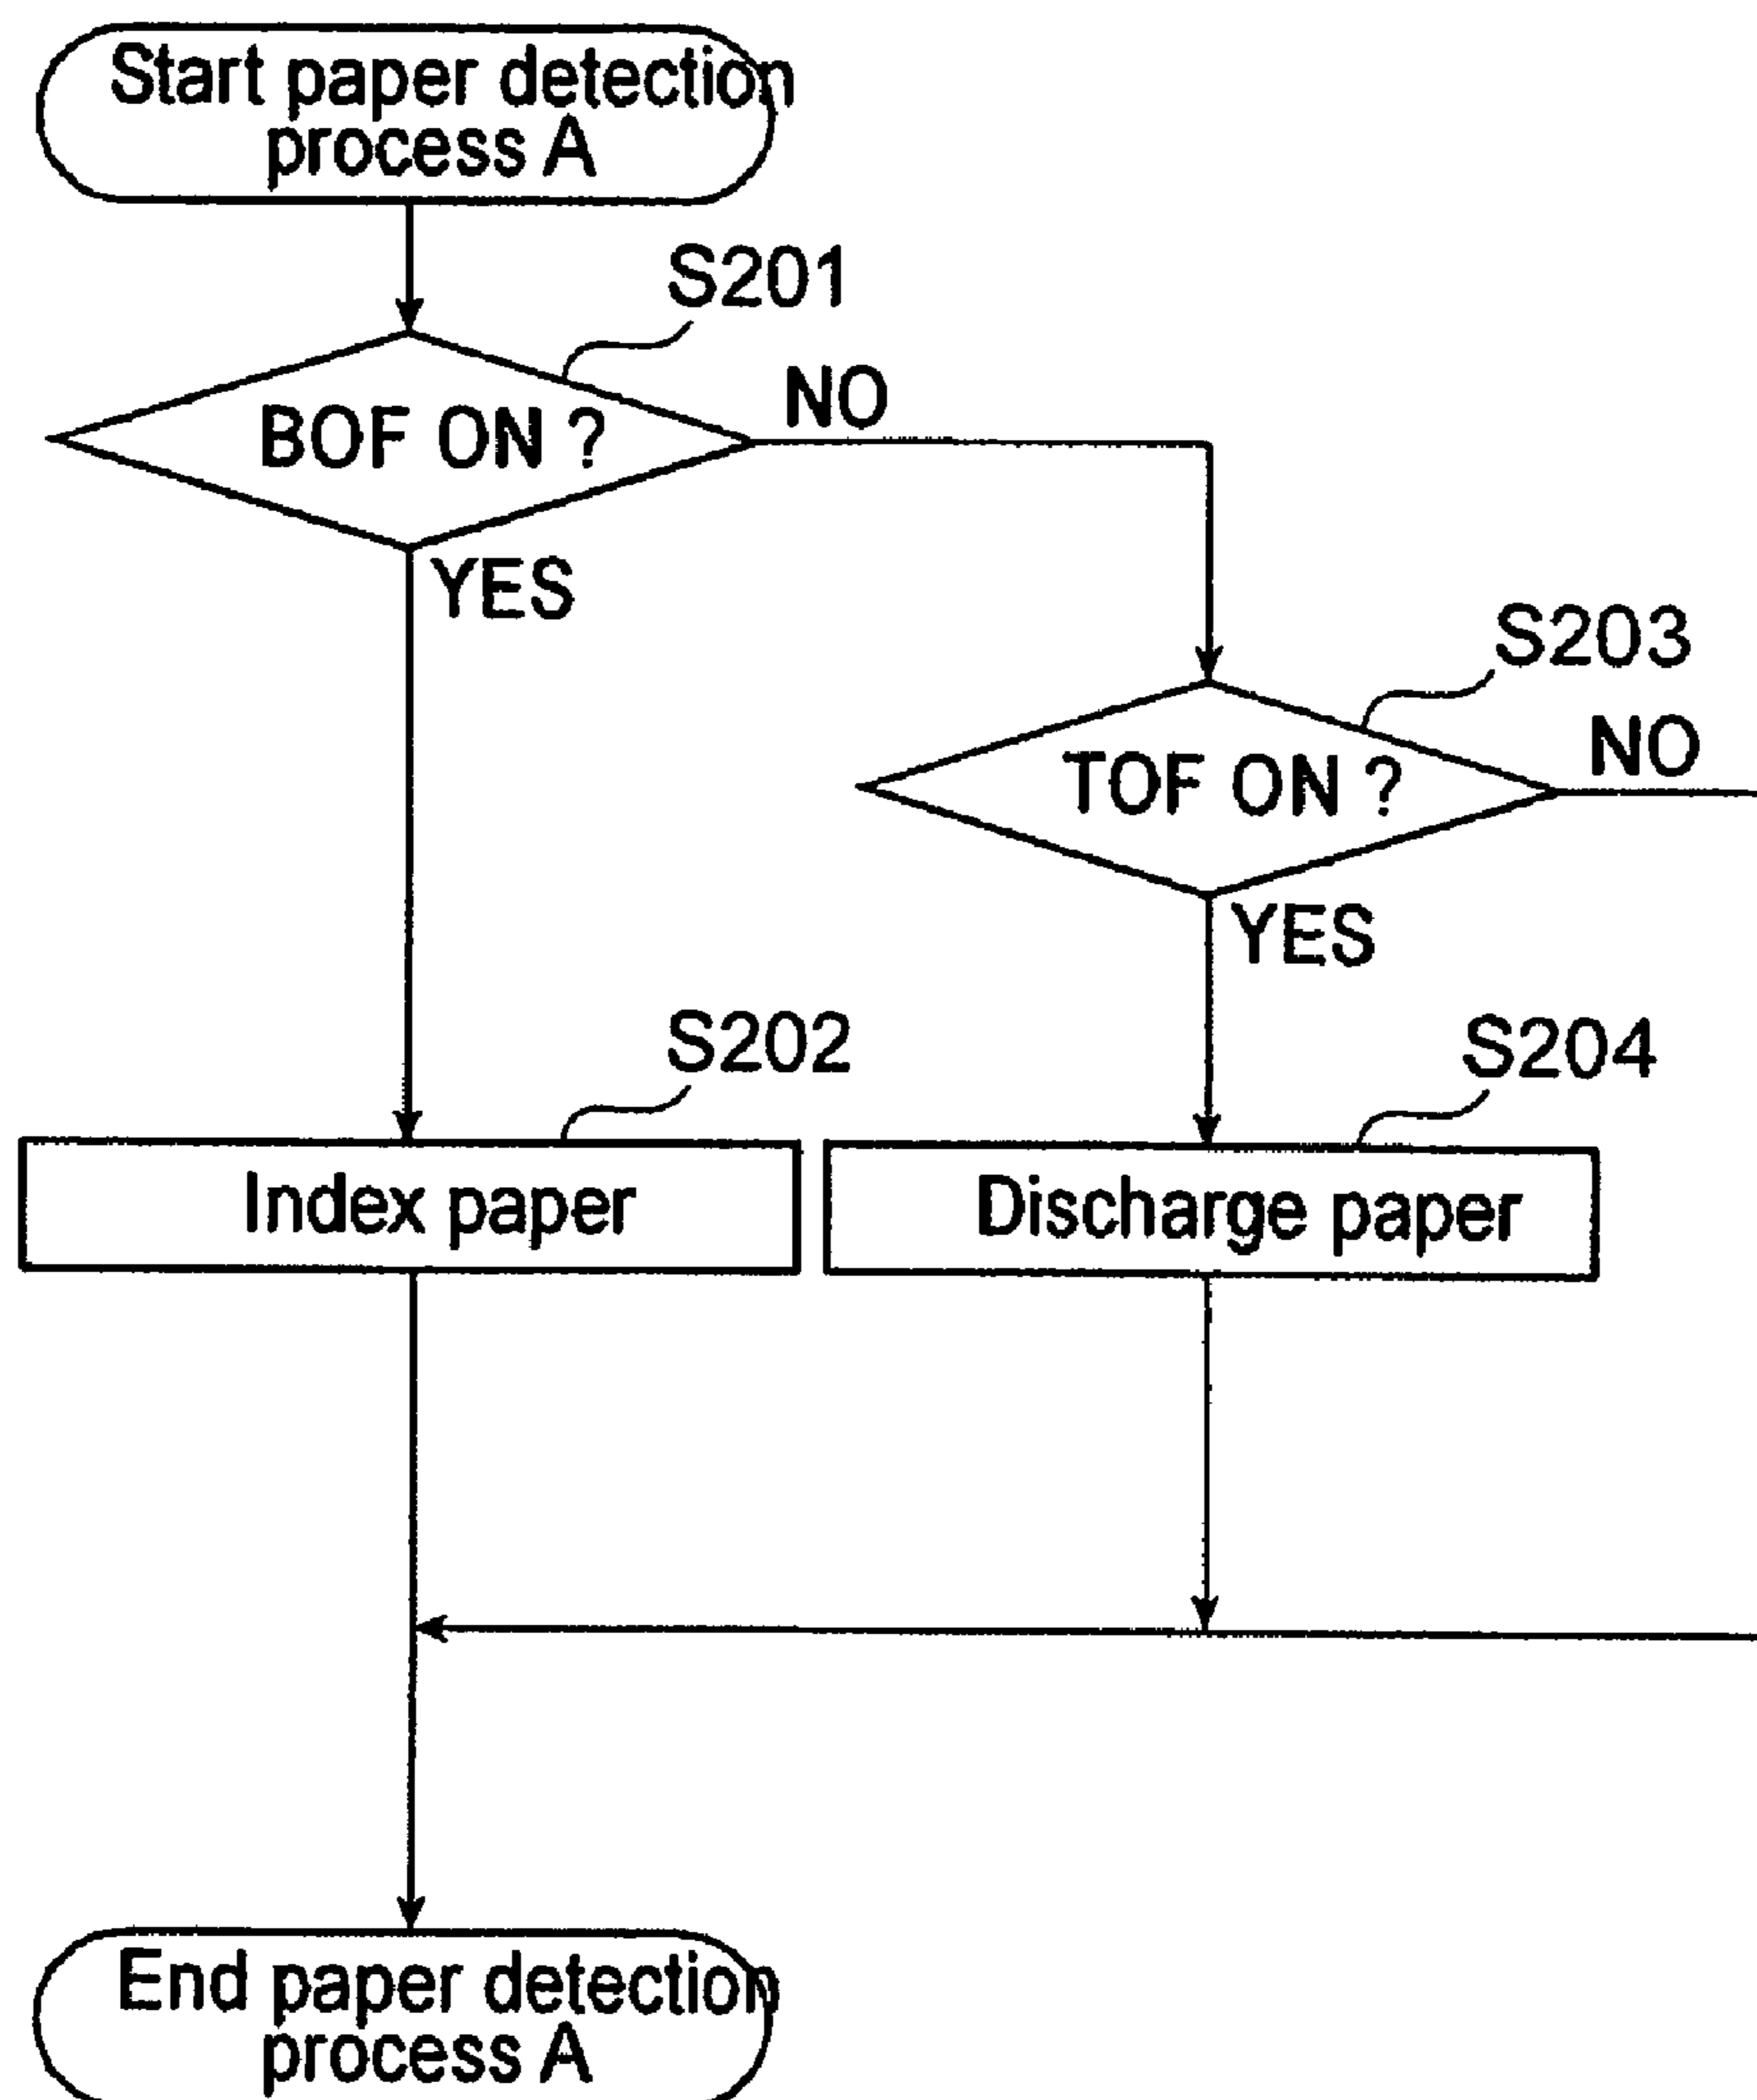 Start paper detection
process A
S201
BOF ON ?
NO
YES
S203
TOF ON ?
NO
YES
S202
S204
Index paper
Discharge paper
End paper detection
process A